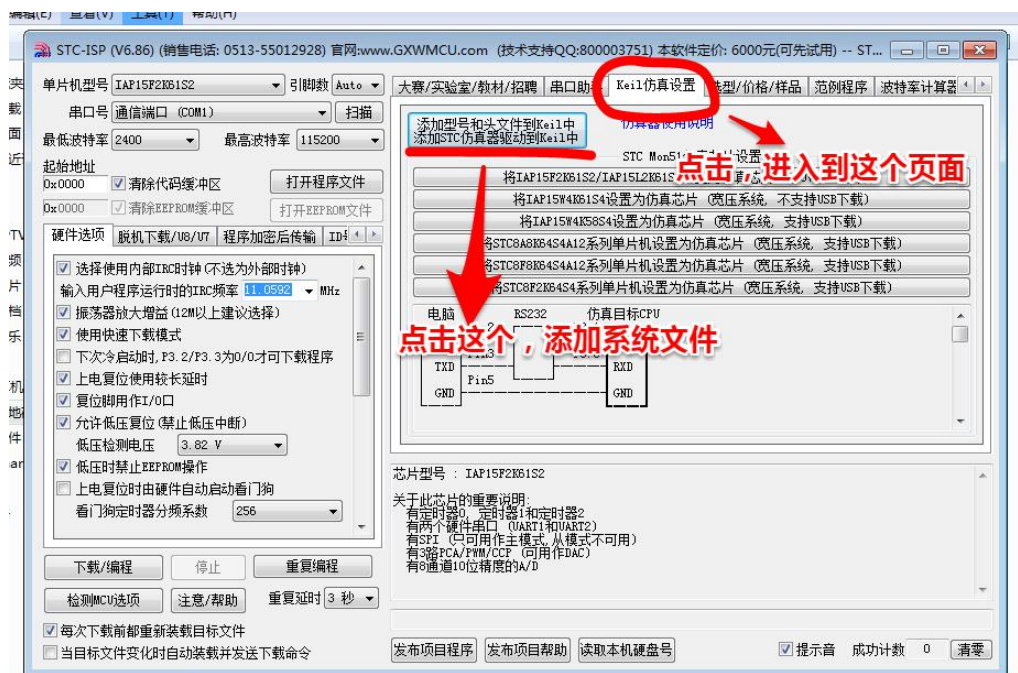 编辑(E) 查看(V) 工具(T) 帮助(H)
STC-ISP (V6.86) (销售电话: 0513-55012928) 官网:www.GXWMCU.com (技术支持QQ:800003751) 本软件定价: 6000元(可先试用) -- ST...
单片机型号 IAP15F2K61S2 引脚数 Auto
串口号 通信端口 (COM1) 扫描
最低波特率 2400 最高波特率 115200
起始地址
0x0000 清除代码缓冲区 打开程序文件
0x0000 清除EEPROM缓冲区 打开EEPROM文件
硬件选项 脱机下载/U8/U7 程序加密后传输
选择使用内部IRC时钟(不选为外部时钟)
输入用户程序运行时的IRC频率 11.0592 MHz
振荡器放大增益(12M以上建议选择)
使用快速下载模式
下次冷启动时, P3.2/P3.3为0/0才可下载程序
上电复位使用较长延时
复位脚用作I/O口
允许低压复位(禁止低压中断)
低压检测电压 3.82 V
低压时禁止EEPROM操作
上电复位时由硬件自动启动看门狗
看门狗定时器分频系数 256
下载/编程 停止 重复编程
检测MCU选项 注意/帮助 重复延时 3 秒
每次下载前都重新装载目标文件
当目标文件变化时自动装载并发送下载命令
大赛/实验室/教材/招聘 串口助 Keil仿真设置 选型/价格/样品 范例程序 波特率计算器
添加型号和头文件到Keil中
添加STC仿真器驱动到Keil中
仿真器使用说明
STC Mon51
设置
点击,进入到这个页面
将IAP15F2K61S2/IAP15L2K61S
将IAP15W4K61S4设置为仿真芯片 (宽压系统, 不支持USB下载)
将IAP15W4K58S4设置为仿真芯片 (宽压系统, 支持USB下载)
将STC8A8K64S4A12系列单片机设置为仿真芯片 (宽压系统, 支持USB下载)
将STC8F8K64S4A12系列单片机设置为仿真芯片 (宽压系统, 支持USB下载)
将STC8F2K64S4系列单片机设置为仿真芯片 (宽压系统, 支持USB下载)
电脑 RS232 仿真目标CPU
点击这个,添加系统文件
TXD RXD
Pin5
GND GND
芯片型号 : IAP15F2K61S2
关于此芯片的重要说明:
有定时器0, 定时器1和定时器2
有两个硬件串口 (UART1和UART2)
有SPI (只可用作主模式,从模式不可用)
有3路PCA/PWM/CCP (可用作DAC)
有8通道10位精度的A/D
发布项目程序 发布项目帮助 读取本机硬盘号 提示音 成功计数 0 清零